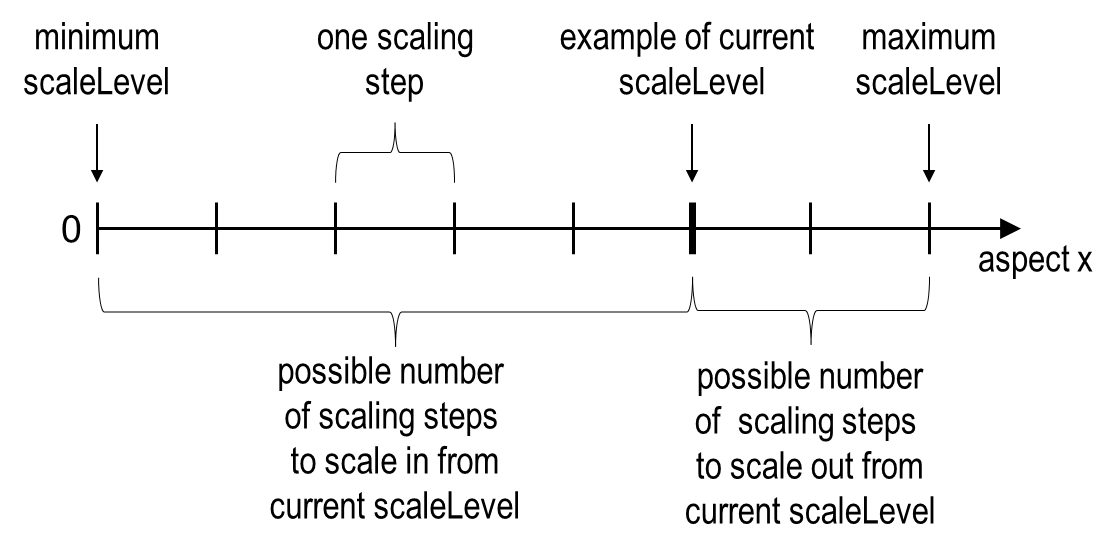 minimum
scaleLevel
one scaling
step
example of current
scaleLevel
maximum
scaleLevel
0
aspect x
possible number
of scaling steps
to scale in from
current scaleLevel
possible number
of scaling steps
to scale out from
current scaleLevel